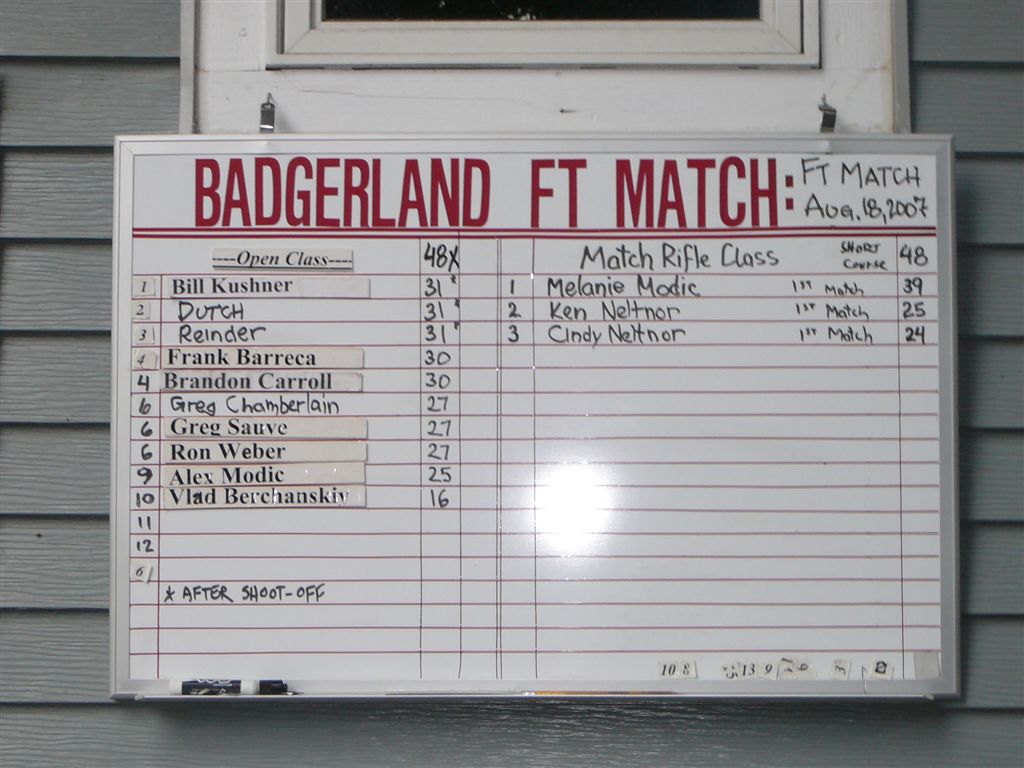 BADGERLAND FT MATCH: FT MATCH
AUG. 18, 2007
----Open Class---- 48X
1 Bill Kushner 31*
2 DUTCH 31*
3 Reinder 31*
4 Frank Barreca 30
4 Brandon Carroll 30
6 Greg Chamberlain 27
6 Greg Sauve 27
6 Ron Weber 27
9 Alex Modic 25
10 Vlad Berchanskiy 16
11
12
* AFTER SHOOT-OFF
Match Rifle Class SHORT Course 48
1 Melanie Modic 1ST Match 39
2 Ken Neltnor 1ST Match 25
3 Cindy Neltnor 1ST Match 24
10 8 13 9